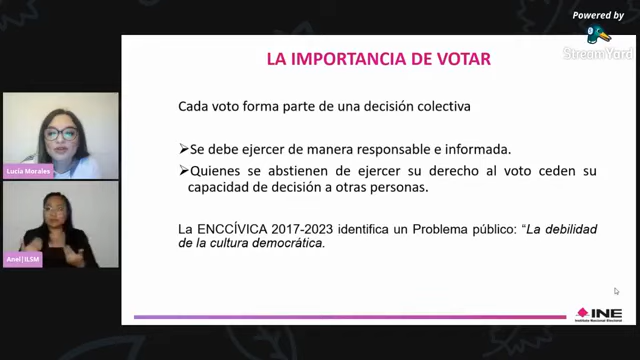 Powered by
StreamYard
LA IMPORTANCIA DE VOTAR
Cada voto forma parte de una decisión colectiva
➢Se debe ejercer de manera responsable e informada.
➢Quienes se abstienen de ejercer su derecho al voto ceden su
capacidad de decisión a otras personas.
La ENCCÍVICA 2017-2023 identifica un Problema público: “La debilidad
de la cultura democrática.
Lucía Morales
Anel|ILSM
INE
Instituto Nacional Electoral